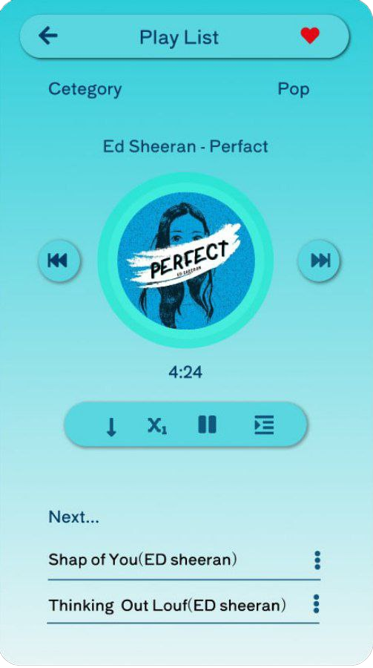 Play List
Cetegory Pop
Ed Sheeran - Perfact
PERFECT
ED SHEERAN
4:24
X₁
Next...
Shap of You(ED sheeran)
Thinking Out Louf(ED sheeran)